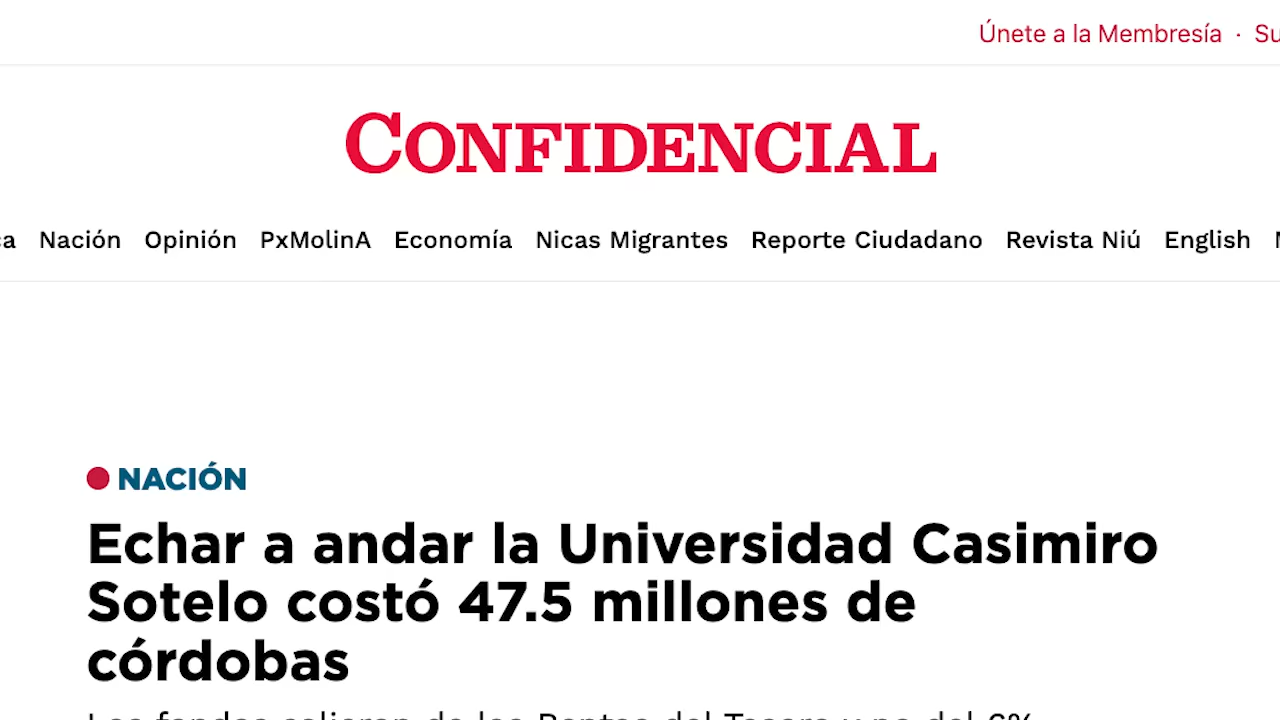 Únete a la Membresía ·
CONFIDENCIAL
Nación Opinión PxMolinA Economía Nicas Migrantes Reporte Ciudadano Revista Niú English
NACIÓN
Echar a andar la Universidad Casimiro
Sotelo costó 47.5 millones de
córdobas